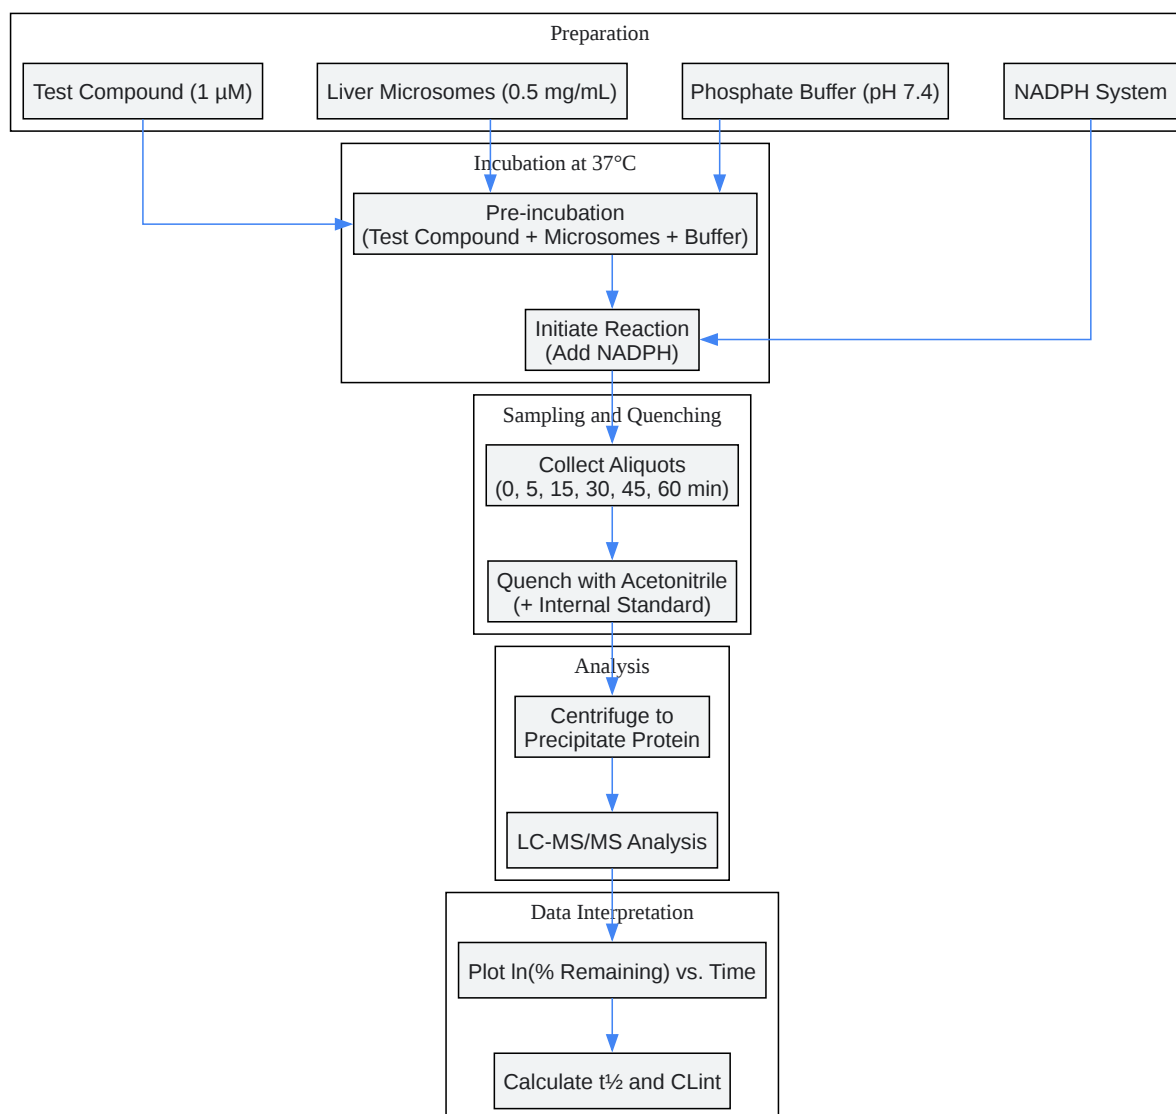 Preparation
Test Compound (1 µM)
Liver Microsomes (0.5 mg/mL)
Phosphate Buffer (pH 7.4)
NADPH System
Incubation at 37°C
Pre-incubation
(Test Compound + Microsomes + Buffer)
Initiate Reaction
(Add NADPH)
Sampling and Quenching
Collect Aliquots
(0, 5, 15, 30, 45, 60 min)
Quench with Acetonitrile
(+ Internal Standard)
Analysis
Centrifuge to
Precipitate Protein
LC-MS/MS Analysis
Data Interpretation
Plot ln(% Remaining) vs. Time
Calculate t½ and CLint